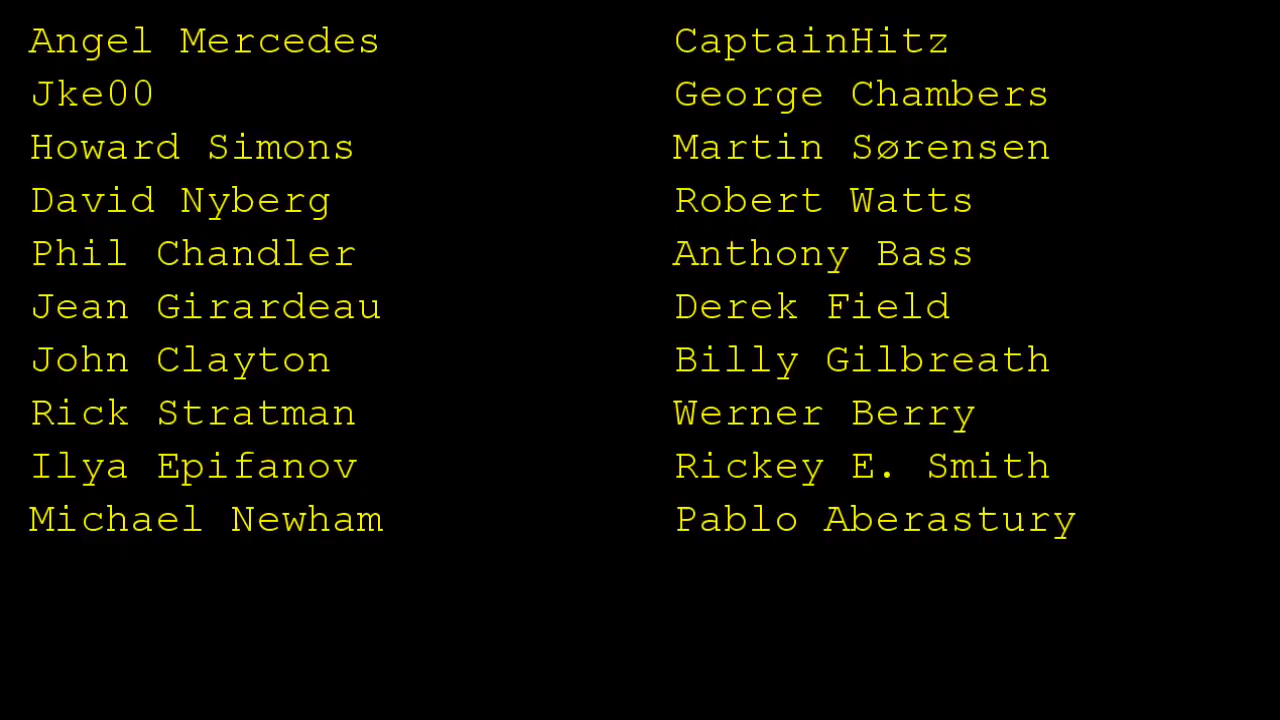 Angel Mercedes
Jke00
Howard Simons
David Nyberg
Phil Chandler
Jean Girardeau
John Clayton
Rick Stratman
Ilya Epifanov
Michael Newham
CaptainHitz
George Chambers
Martin Sørensen
Robert Watts
Anthony Bass
Derek Field
Billy Gilbreath
Werner Berry
Rickey E. Smith
Pablo Aberastury